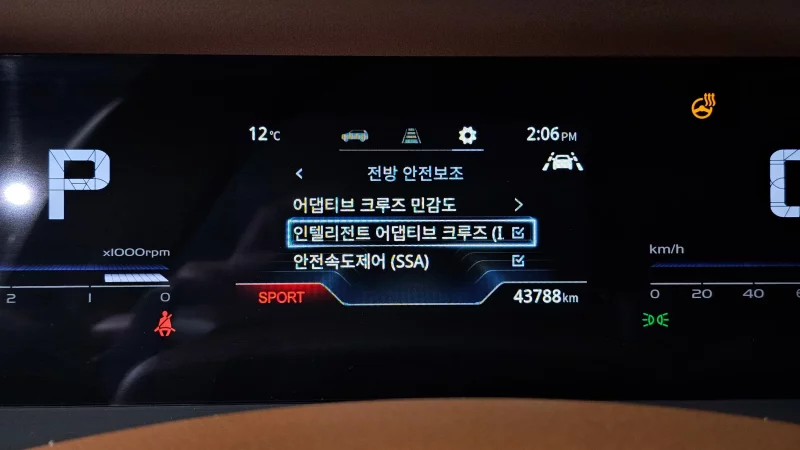 12℃ 2:06PM
P
< 전방 안전보조
어댑티브 크루즈 민감도 >
0
인텔리전트 어댑티브 크루즈 (I
x1000rpm
km/h
안전속도제어 (SSA)
2 1 0
SPORT
43788km
0 20 40